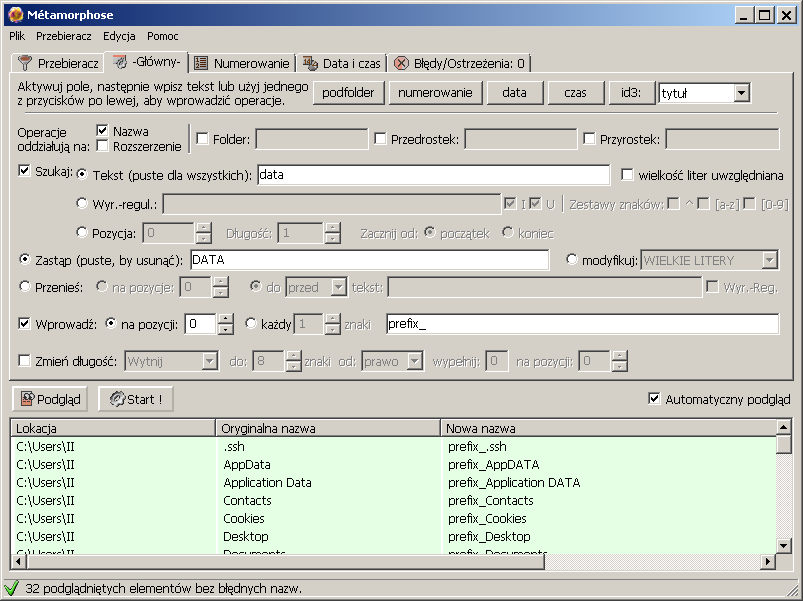 Métamorphose
Plik Przebieracz Edycja Pomoc
Przebieracz -Główny- Numerowanie Data i czas Błędy/Ostrzeżenia: 0
Aktywuj pole, następnie wpisz tekst lub użyj jednego
z przycisków po lewej, aby wprowadzić operacje.
podfolder numerowanie data czas id3: tytuł
Operacje
oddziałują na:
Nazwa
Rozszerzenie
Folder: Przedrostek: Przyrostek:
Szukaj: Tekst (puste dla wszystkich): data wielkość liter uwzględniana
Wyr.-regul.: I U Zestawy znaków: ^ [a-z] [0-9]
Pozycja: 0 Długość: 1 Zacznij od: początek koniec
Zastąp (puste, by usunąć): DATA modyfikuj: WIELKIE LITERY
Przenieś: na pozycje: 0 do przed tekst: Wyr.-Reg.
Wprowadź: na pozycji: 0 każdy 1 znaki prefix_
Zmień długość: Wytnij do: 8 znaki od: prawo wypełnij: 0 na pozycji: 0
Podgląd Start ! Automatyczny podgląd
Lokacja Oryginalna nazwa Nowa nazwa
C:\Users\II .ssh prefix_.ssh
C:\Users\II AppData prefix_AppDATA
C:\Users\II Application Data prefix_Application DATA
C:\Users\II Contacts prefix_Contacts
C:\Users\II Cookies prefix_Cookies
C:\Users\II Desktop prefix_Desktop
C:\Users\II Documents prefix_Documents
32 podglądniętych elementów bez błędnych nazw.